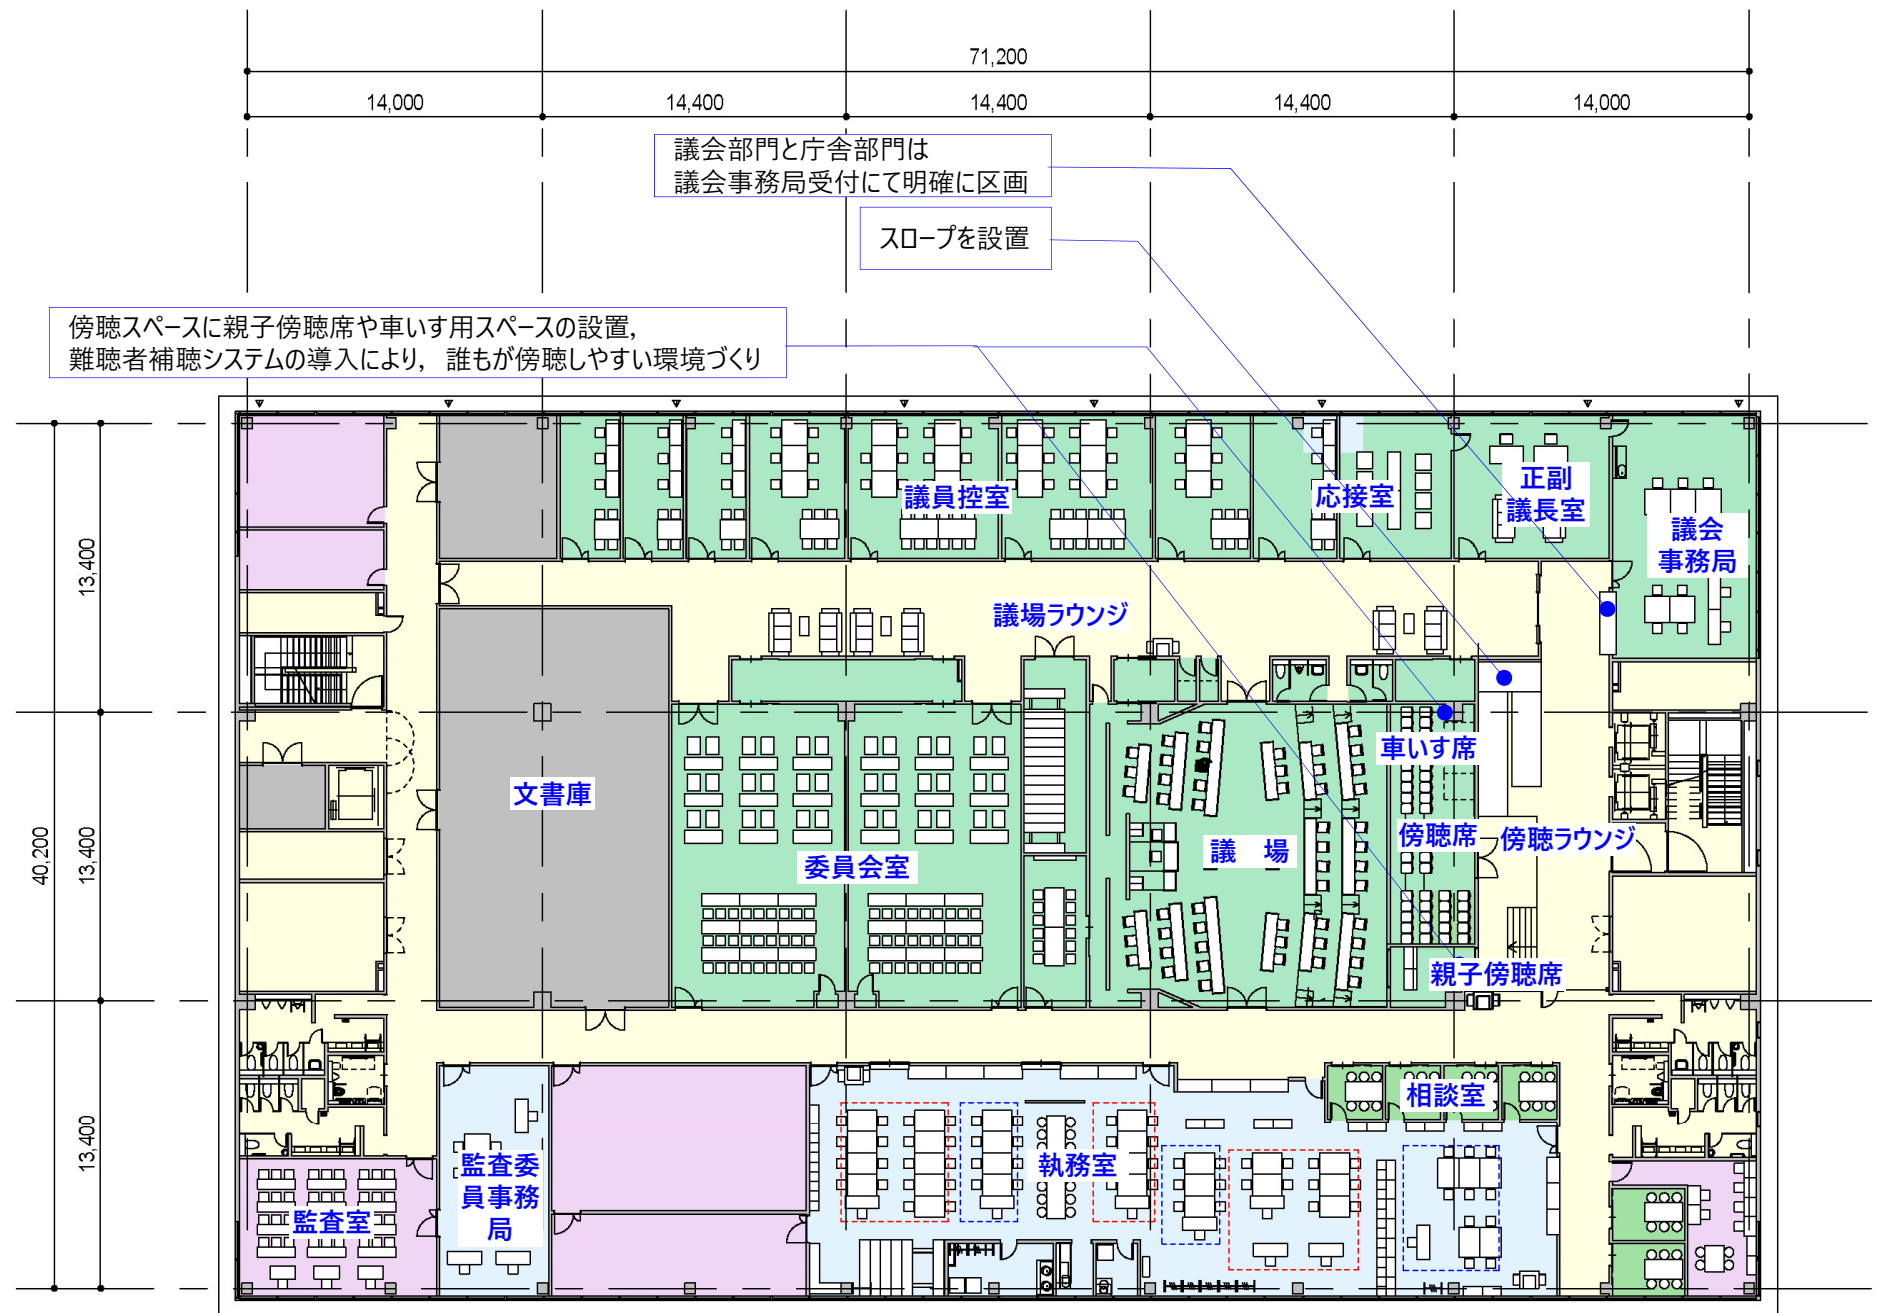 71,200
14,000
14,400
14,400
14,400
14,000
議会部門と庁舎部門は
議会事務局受付にて明確に区画
スロープを設置
傍聴スペースに親子傍聴席や車いす用スペースの設置,
難聴者補聴システムの導入により, 誰もが傍聴しやすい環境づくり
40,200
13,400
13,400
13,400
議員控室
応接室
正副
議長室
議会
事務局
議場ラウンジ
文書庫
委員会室
議 場
車いす席
傍聴席
傍聴ラウンジ
親子傍聴席
相談室
執務室
監査委
員事務
局
監査室